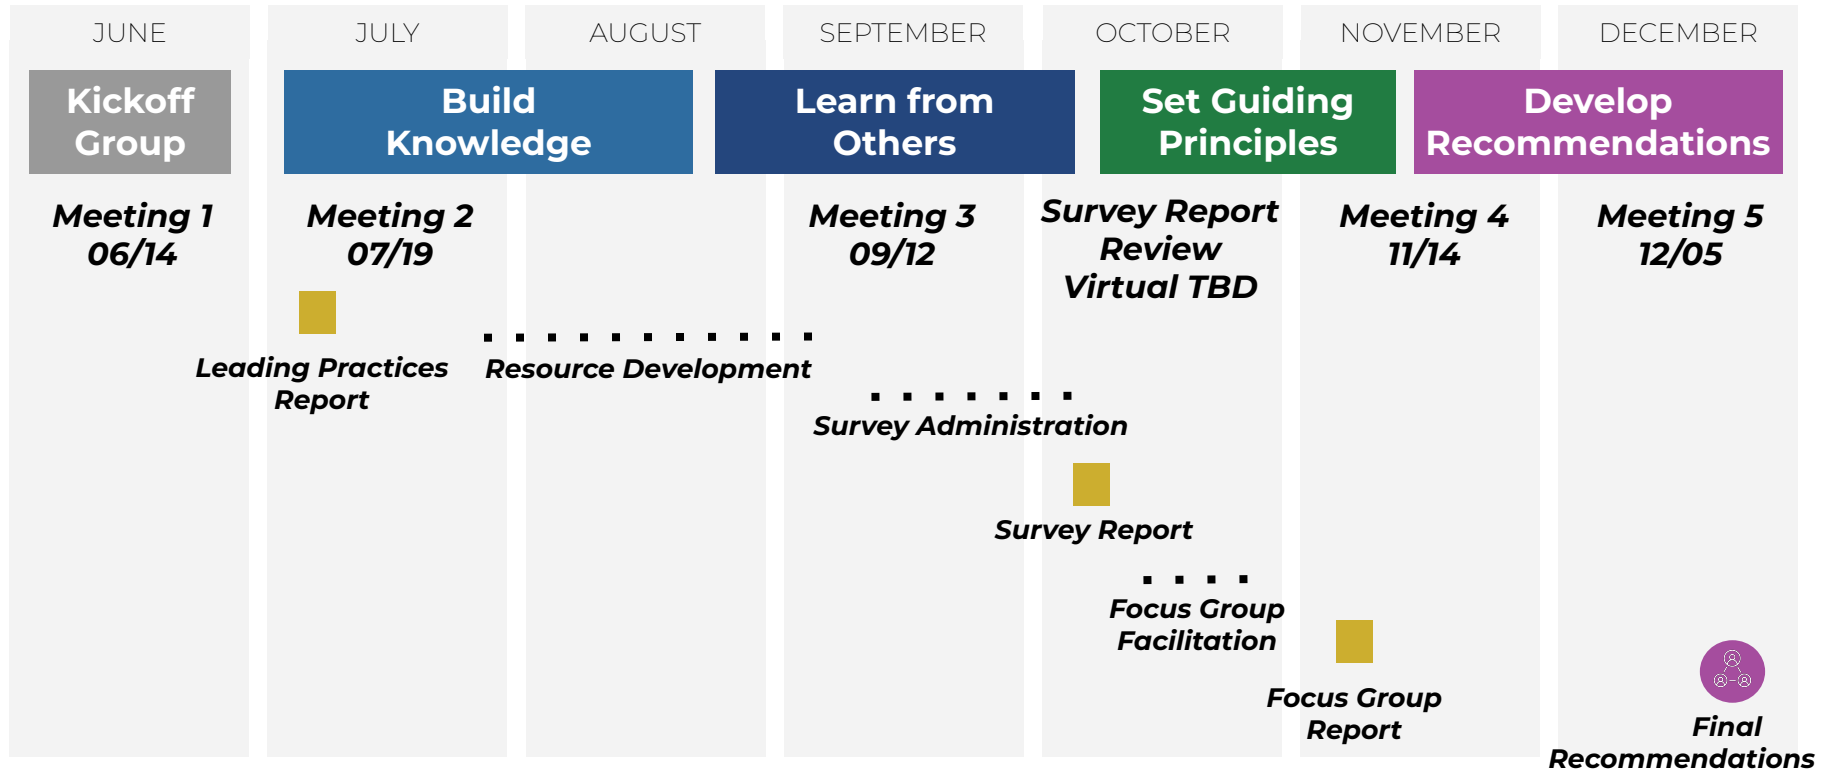 JUNE
JULY
AUGUST
SEPTEMBER
OCTOBER
NOVEMBER
DECEMBER
Kickoff
Group
Build
Knowledge
Learn from
Others
Set Guiding
Principles
Develop
Recommendations
Meeting 1
06/14
Meeting 2
07/19
Meeting 3
09/12
Survey Report
Review
Virtual TBD
Meeting 4
11/14
Meeting 5
12/05
Leading Practices
Report
Resource Development
Survey Administration
Survey Report
Focus Group
Facilitation
Focus Group
Report
Final
Recommendations